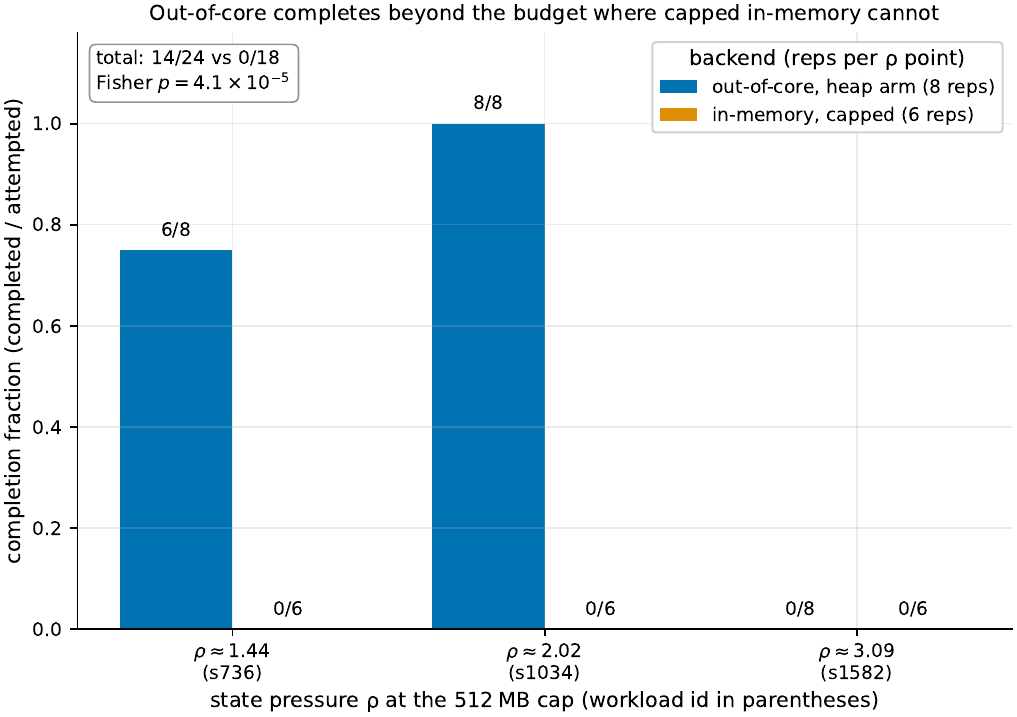 Out-of-core completes beyond the budget where capped in-memory cannot
total: 14/24 vs 0/18
Fisher p = 4.1 × 10⁻⁵
backend (reps per ρ point)
out-of-core, heap arm (8 reps)
in-memory, capped (6 reps)
completion fraction (completed / attempted)
1.0
0.8
0.6
0.4
0.2
0.0
6/8
0/6
8/8
0/6
0/8
0/6
ρ ≈ 1.44
(s736)
ρ ≈ 2.02
(s1034)
ρ ≈ 3.09
(s1582)
state pressure ρ at the 512 MB cap (workload id in parentheses)